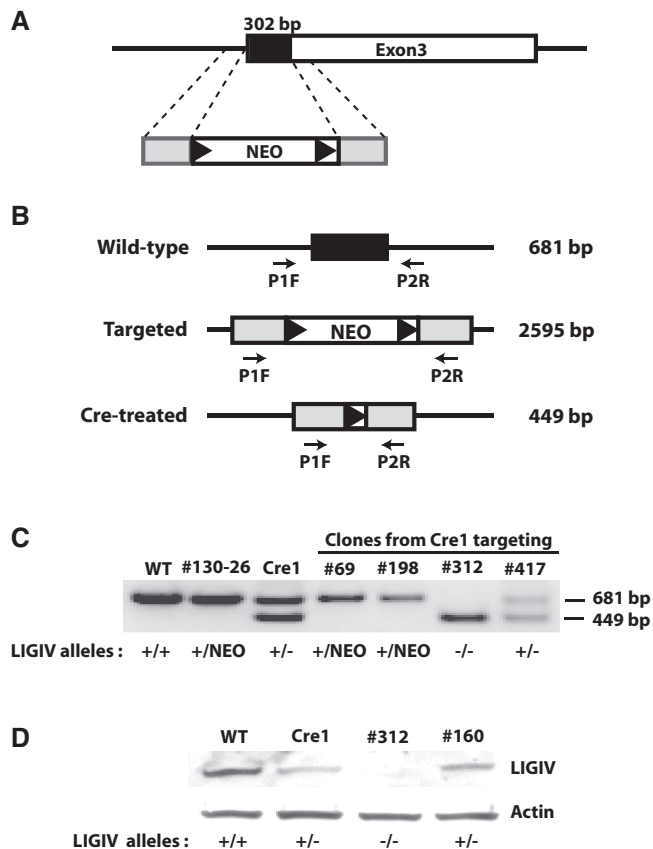 A
302 bp
Exon3
NEO
B
Wild-type
681 bp
P1F
P2R
Targeted
NEO
2595 bp
P1F
P2R
Cre-treated
449 bp
P1F
P2R
C
Clones from Cre1 targeting
WT #130-26 Cre1 #69 #198 #312 #417
681 bp
449 bp
LIGIV alleles : +/+ +/NEO +/- +/NEO +/NEO -/- +/-
D
WT Cre1 #312 #160
LIGIV
Actin
LIGIV alleles : +/+ +/- -/- +/-